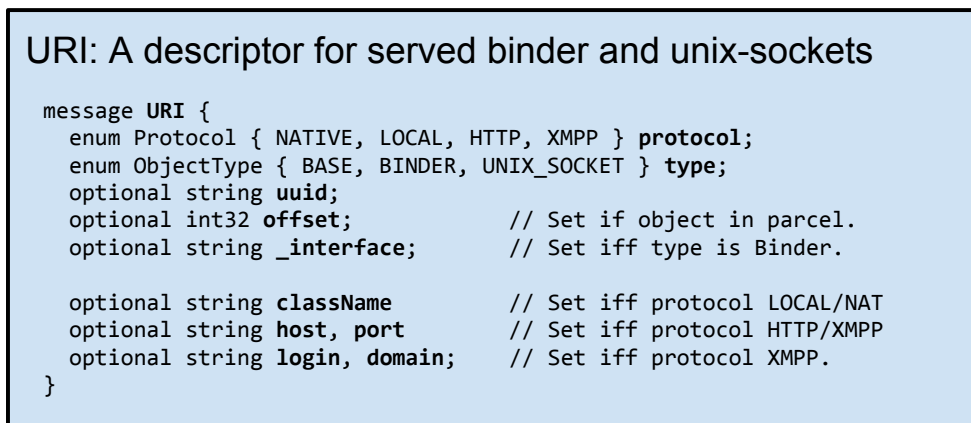 URI: A descriptor for served binder and unix-sockets
message URI {
enum Protocol { NATIVE, LOCAL, HTTP, XMPP } protocol;
enum ObjectType { BASE, BINDER, UNIX_SOCKET } type;
optional string uuid;
optional int32 offset; // Set if object in parcel.
optional string _interface; // Set iff type is Binder.
optional string className // Set iff protocol LOCAL/NAT
optional string host, port // Set iff protocol HTTP/XMPP
optional string login, domain; // Set iff protocol XMPP.
}